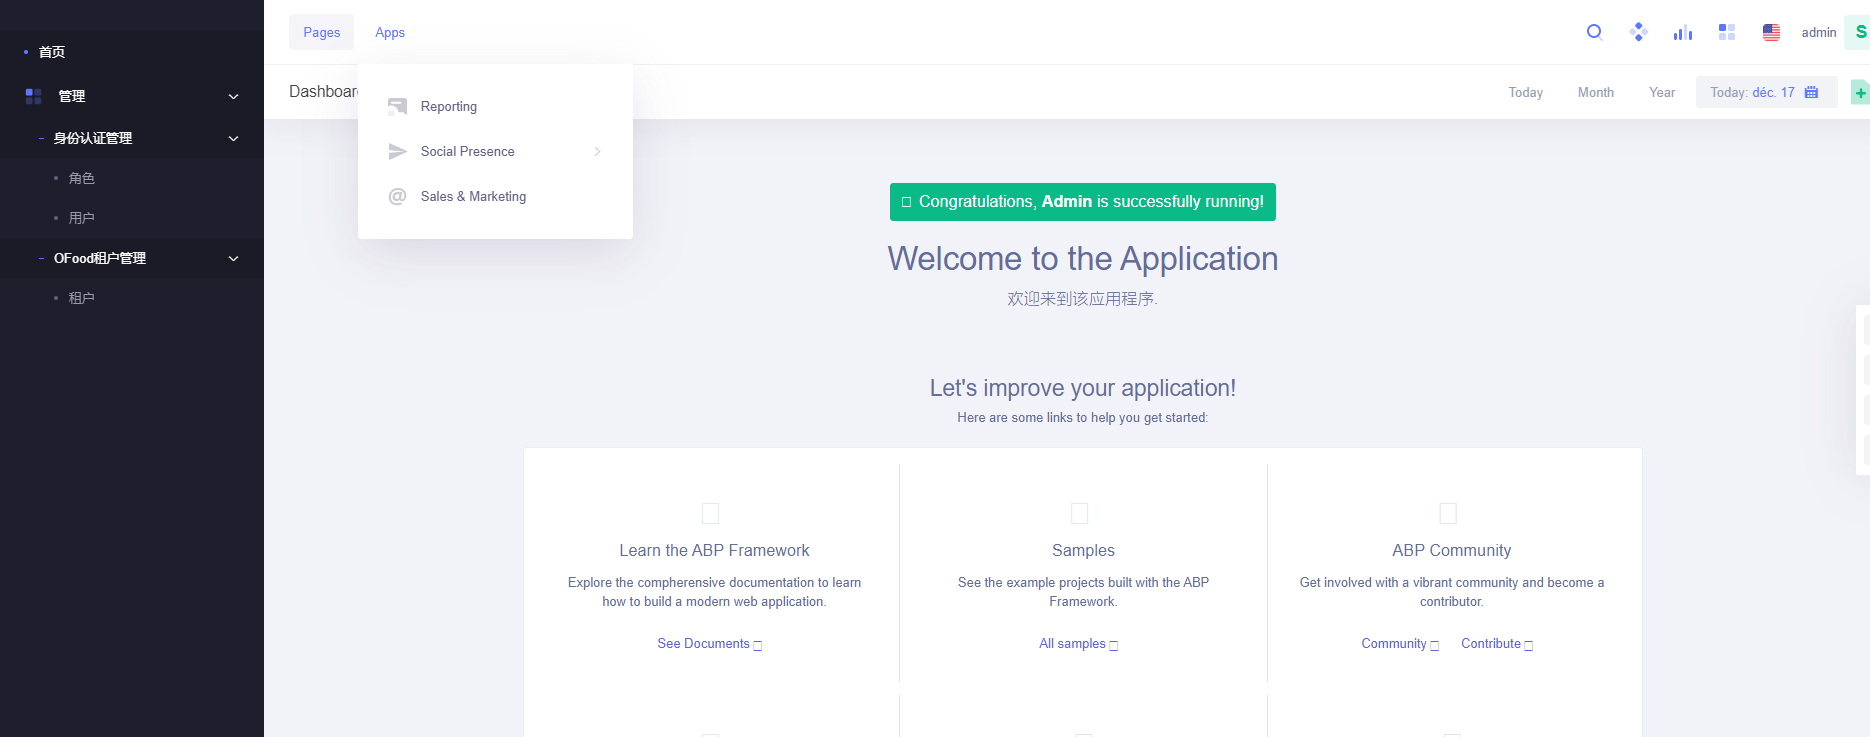 首页
管理
身份认证管理
角色
用户
OFood租户管理
租户
Pages Apps
admin S
Dashboar
Today Month Year Today: déc. 17
Reporting
Social Presence
Sales & Marketing
Congratulations, Admin is successfully running!
Welcome to the Application
欢迎来到该应用程序.
Let's improve your application!
Here are some links to help you get started:
Learn the ABP Framework
Explore the compherensive documentation to learn
how to build a modern web application.
See Documents
Samples
See the example projects built with the ABP
Framework.
All samples
ABP Community
Get involved with a vibrant community and become a
contributor.
Community Contribute